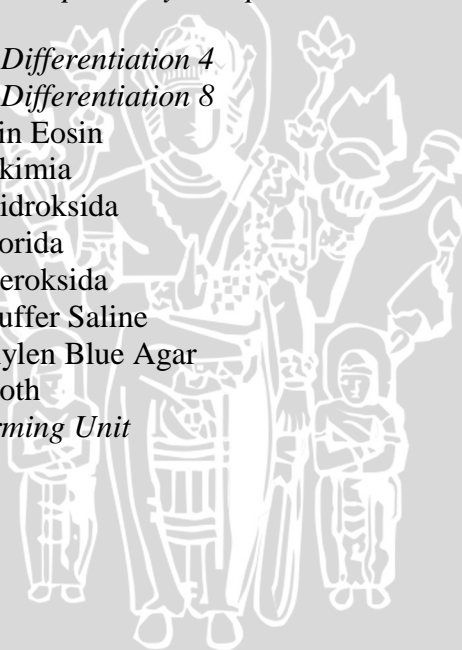 Differentiation 4
Differentiation 8
in Eosin
kimia
idroksida
orida
eroksida
uffer Saline
ylen Blue Agar
oth
rming Unit